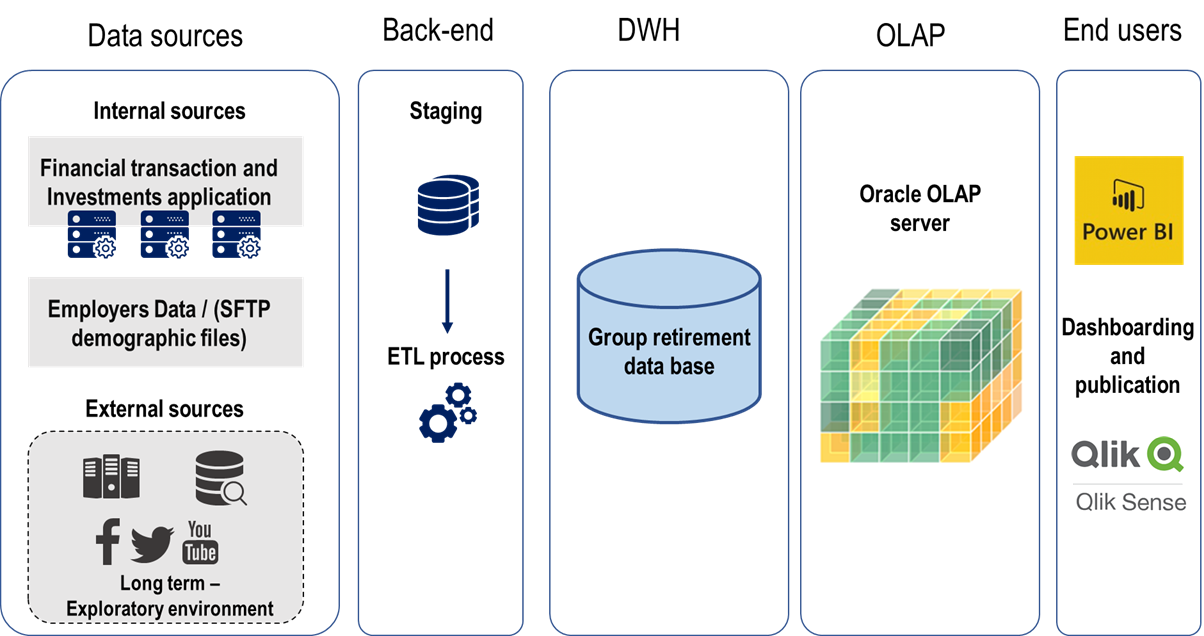 Data sources
Back-end
DWH
OLAP
End users
Internal sources
Financial transaction and
Investments application
Employers Data / (SFTP
demographic files)
External sources
You
Tube
Long term –
Exploratory environment
Staging
ETL process
Group retirement
data base
Oracle OLAP
server
Power BI
Dashboarding
and
publication
Qlik
Qlik Sense